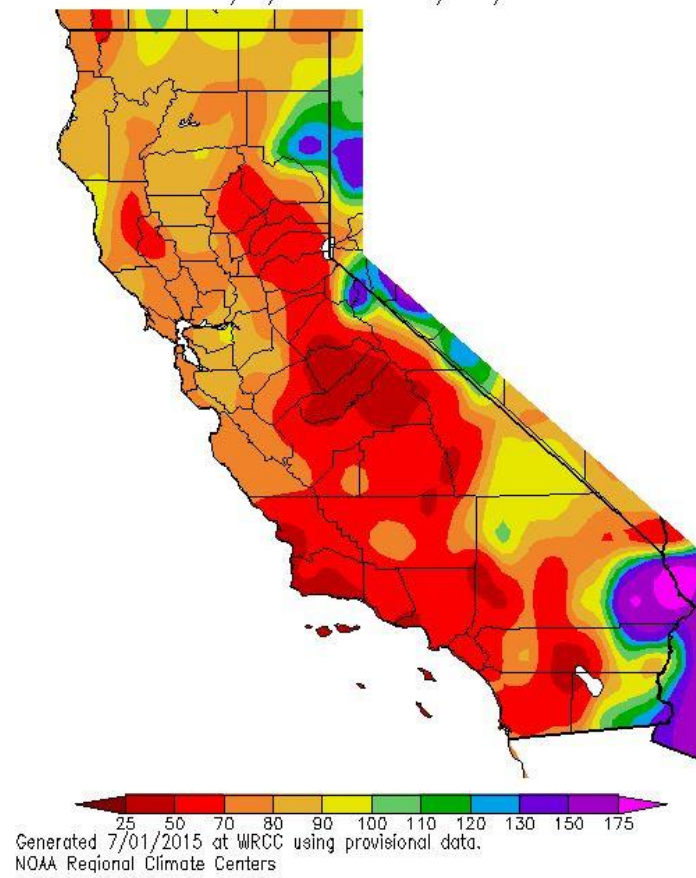 25 50 70 80 90 100 110 120 130 150 175
Generated 7/01/2015 at WRCC using provisional data.
NOAA Regional Climate Centers